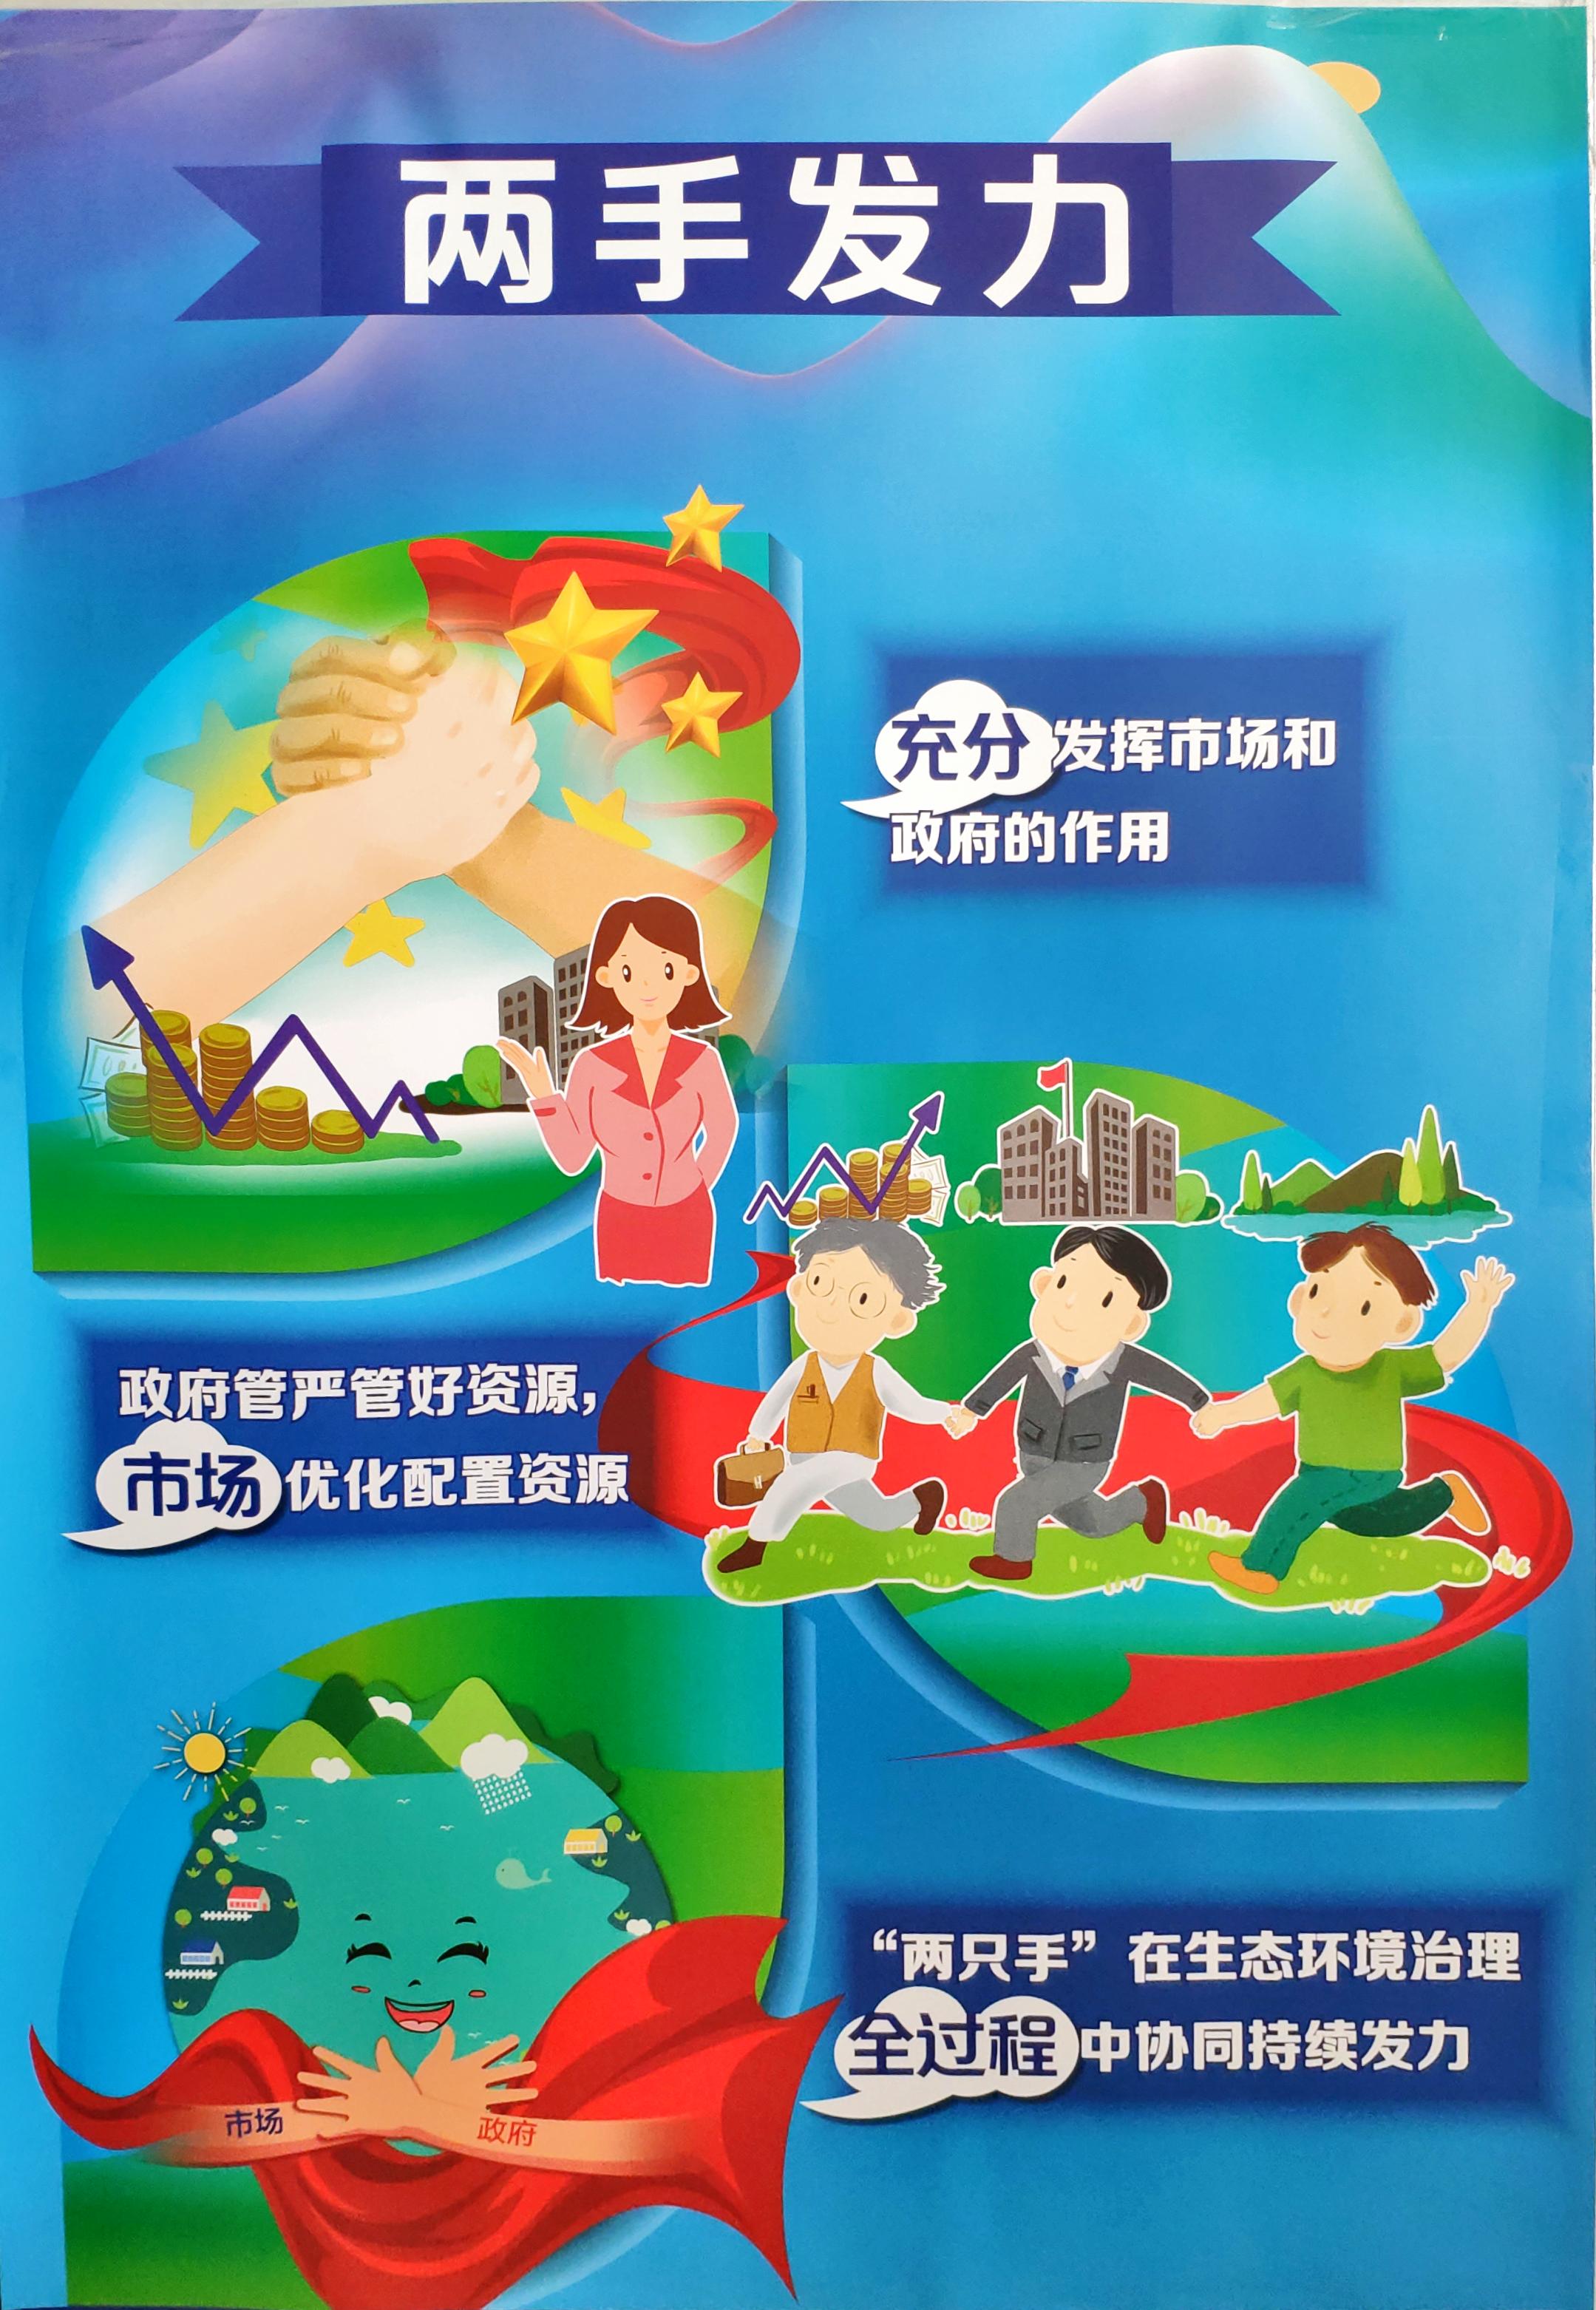 两手发力
充分发挥市场和
政府的作用
政府管严管好资源，
市场优化配置资源
“两只手”在生态环境治理
全过程中协同持续发力
市场
政府